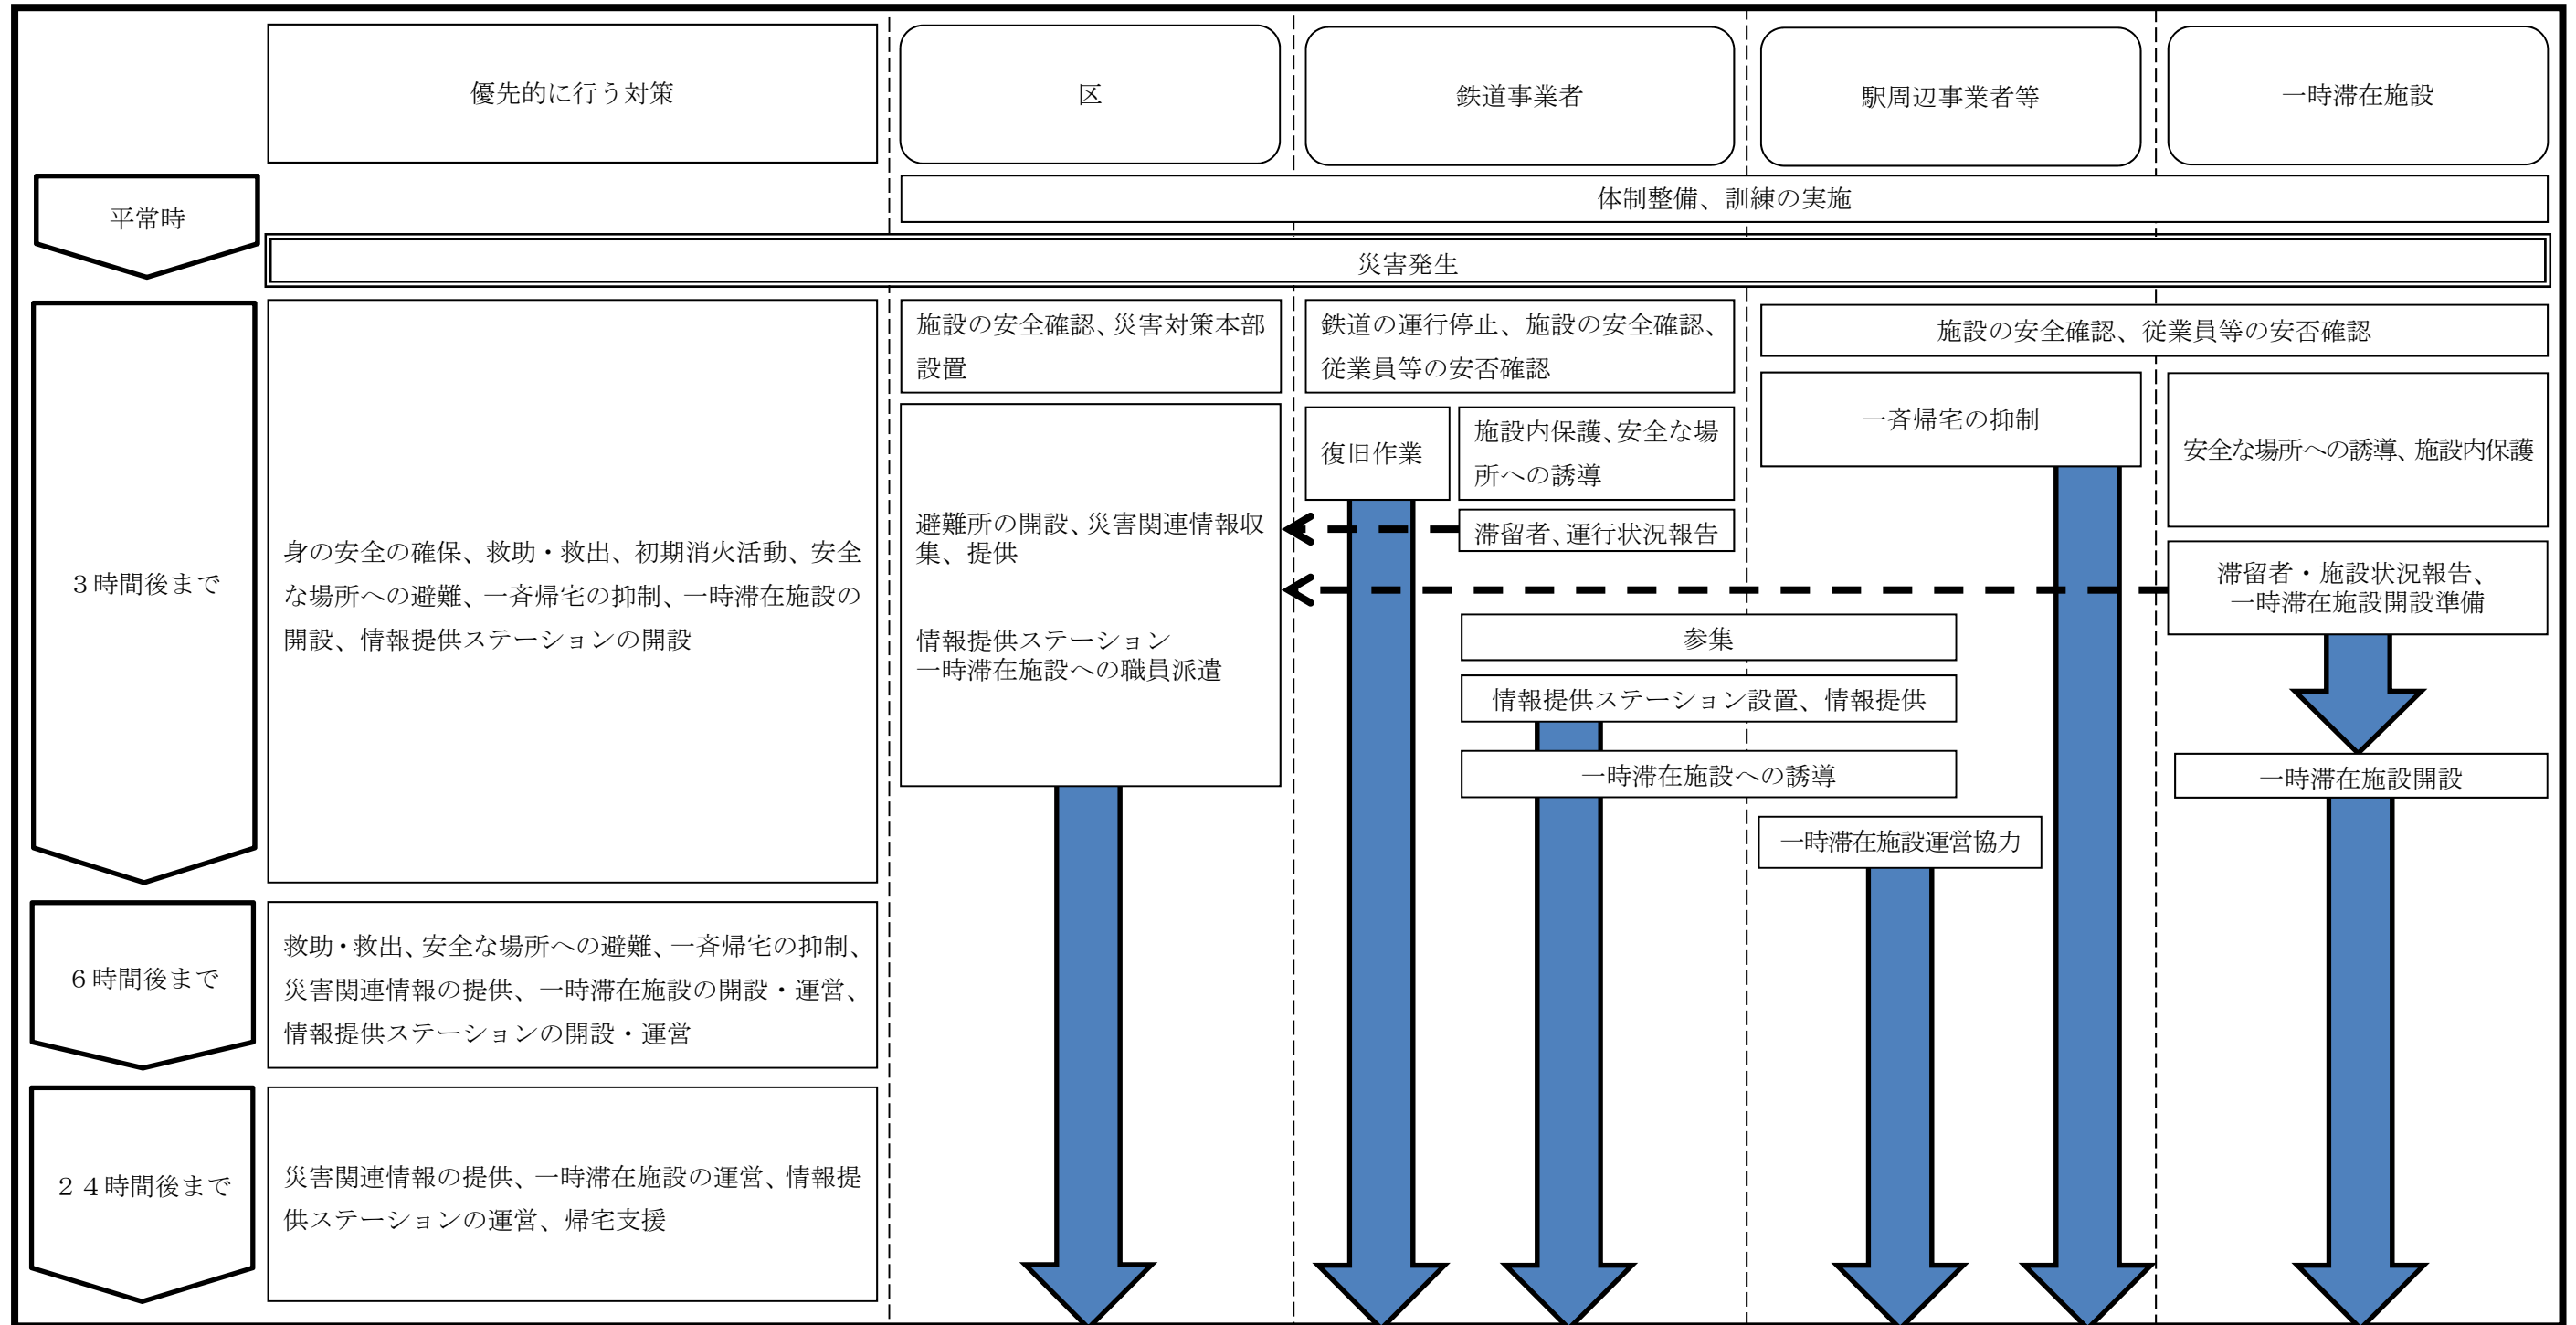 優先的に行う対策
区
鉄道事業者
駅周辺事業者等
一時滞在施設
平常時
体制整備、訓練の実施
災害発生
3時間後まで
身の安全の確保、救助・救出、初期消火活動、安全
な場所への避難、一斉帰宅の抑制、一時滞在施設の
開設、情報提供ステーションの開設
施設の安全確認、災害対策本部
設置
避難所の開設、災害関連情報収
集、提供
情報提供ステーション
一時滞在施設への職員派遣
鉄道の運行停止、施設の安全確認、
従業員等の安否確認
復旧作業
施設内保護、安全な場
所への誘導
滞留者、運行状況報告
施設の安全確認、従業員等の安否確認
一斉帰宅の抑制
安全な場所への誘導、施設内保護
滞留者・施設状況報告、
一時滞在施設開設準備
参集
情報提供ステーション設置、情報提供
一時滞在施設への誘導
一時滞在施設開設
一時滞在施設運営協力
6時間後まで
救助・救出、安全な場所への避難、一斉帰宅の抑制、
災害関連情報の提供、一時滞在施設の開設・運営、
情報提供ステーションの開設・運営
24時間後まで
災害関連情報の提供、一時滞在施設の運営、情報提
供ステーションの運営、帰宅支援